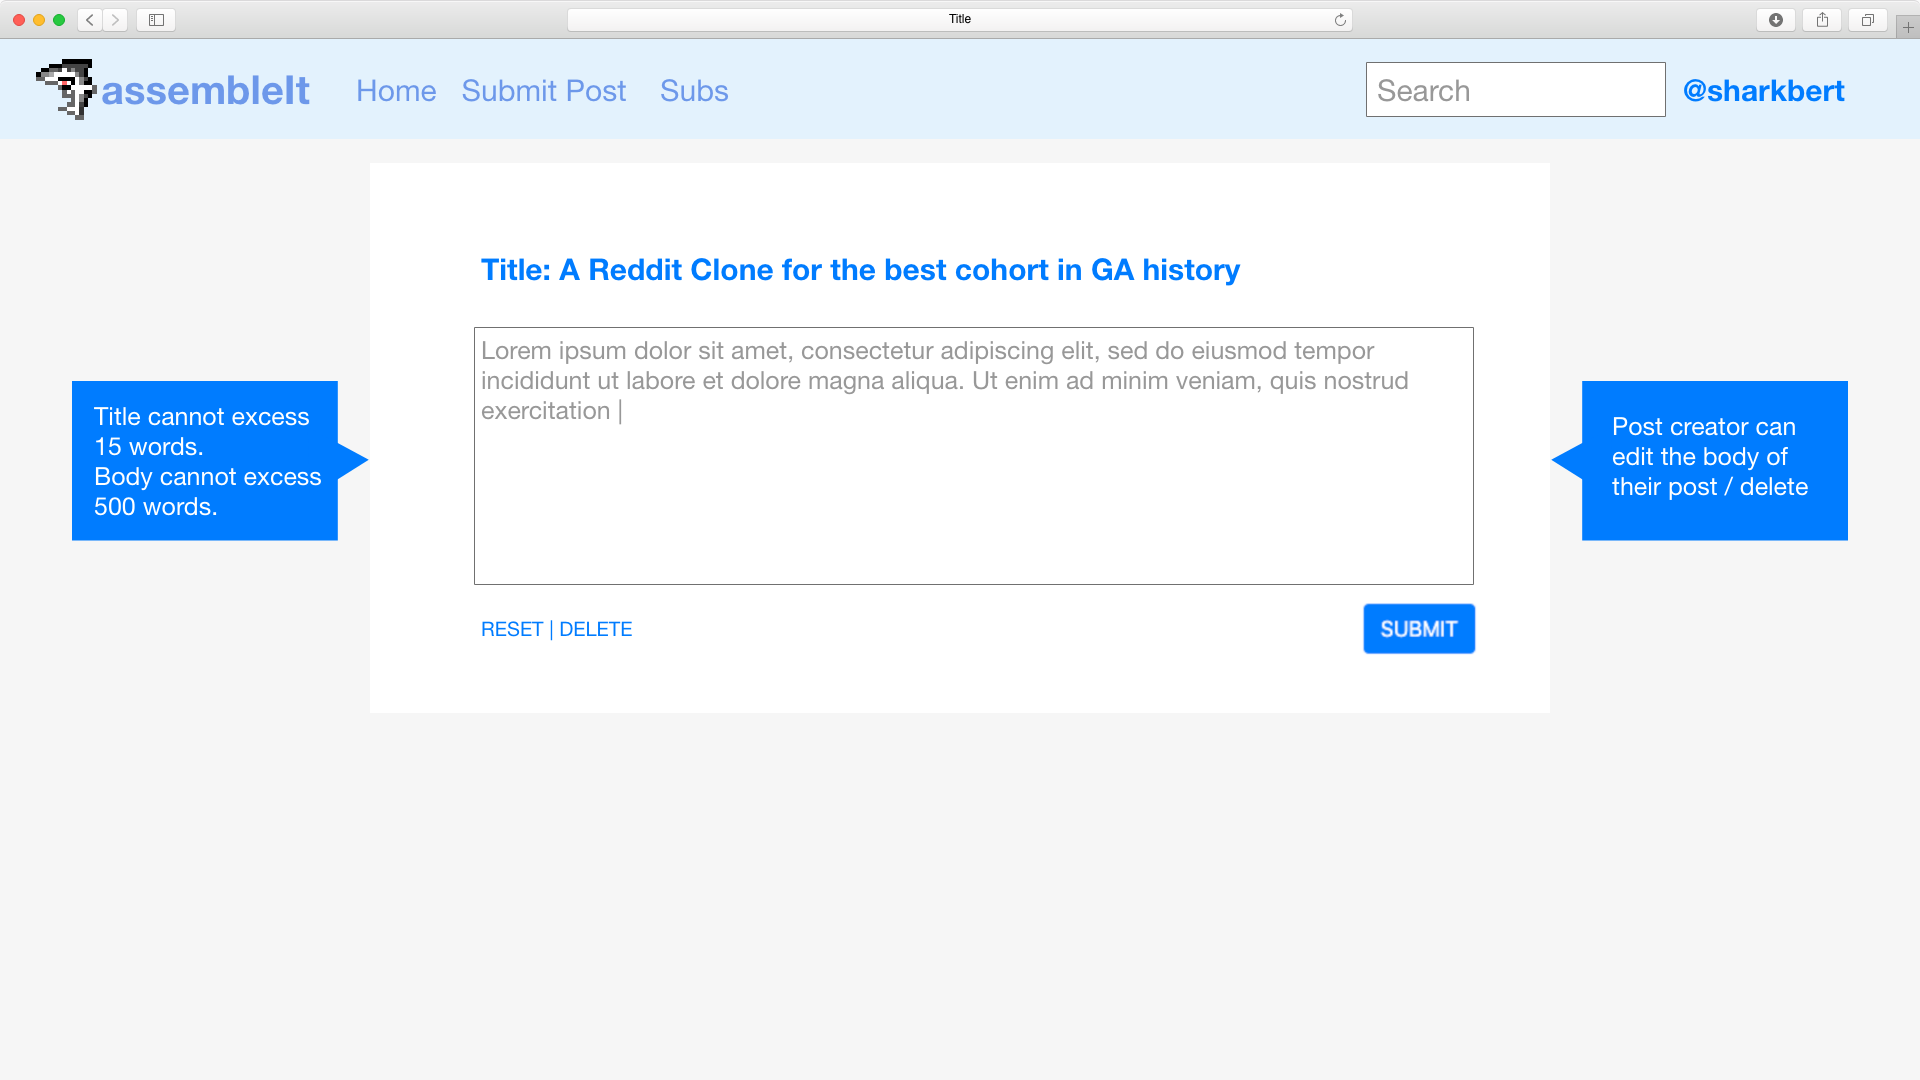 Title
assembleIt
Home Submit Post Subs
Search
@sharkbert
Title: A Reddit Clone for the best cohort in GA history
Lorem ipsum dolor sit amet, consectetur adipiscing elit, sed do eiusmod tempor
incididunt ut labore et dolore magna aliqua. Ut enim ad minim veniam, quis nostrud
exercitation |
Title cannot excess
15 words.
Body cannot excess
500 words.
Post creator can
edit the body of
their post / delete
RESET | DELETE
SUBMIT